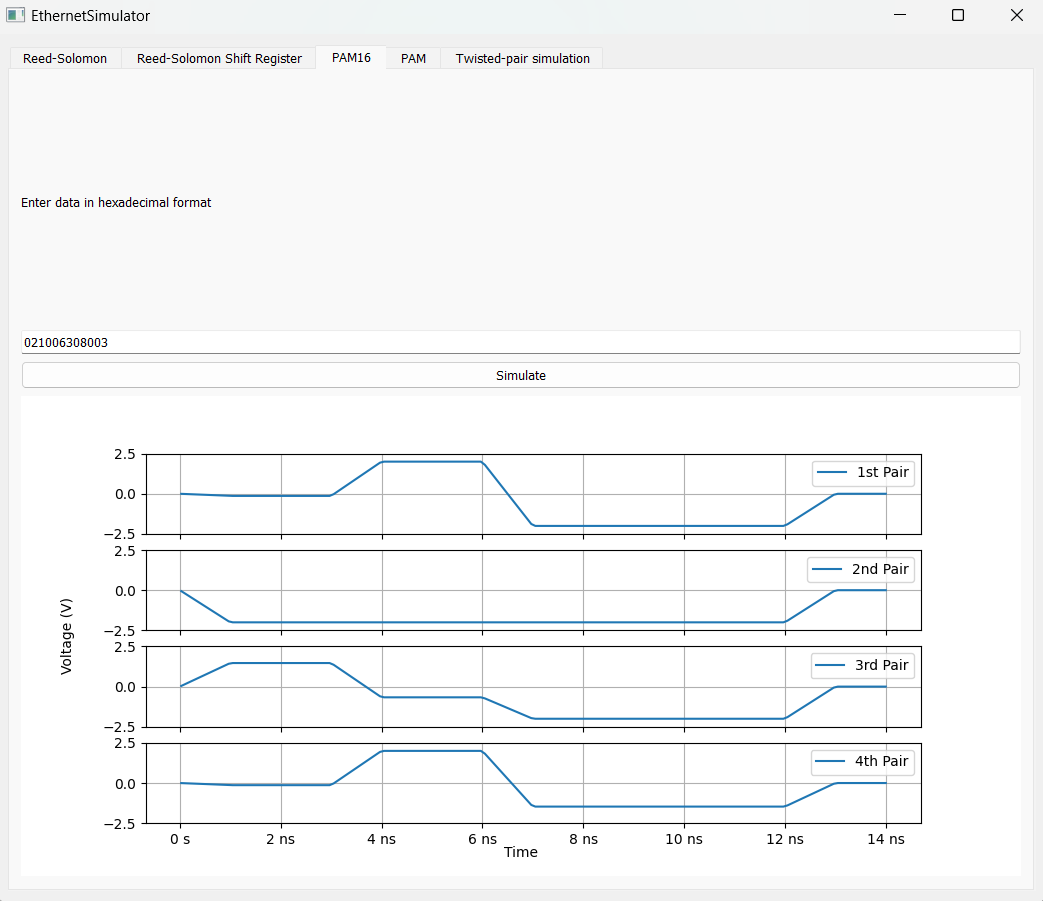 EthernetSimulator
Reed-Solomon Reed-Solomon Shift Register PAM16 PAM Twisted-pair simulation
Enter data in hexadecimal format
021006308003
Simulate
2.5
0.0
−2.5
1st Pair
2.5
0.0
−2.5
2nd Pair
2.5
0.0
−2.5
3rd Pair
2.5
0.0
−2.5
4th Pair
Voltage (V)
0 s 2 ns 4 ns 6 ns 8 ns 10 ns 12 ns 14 ns
Time